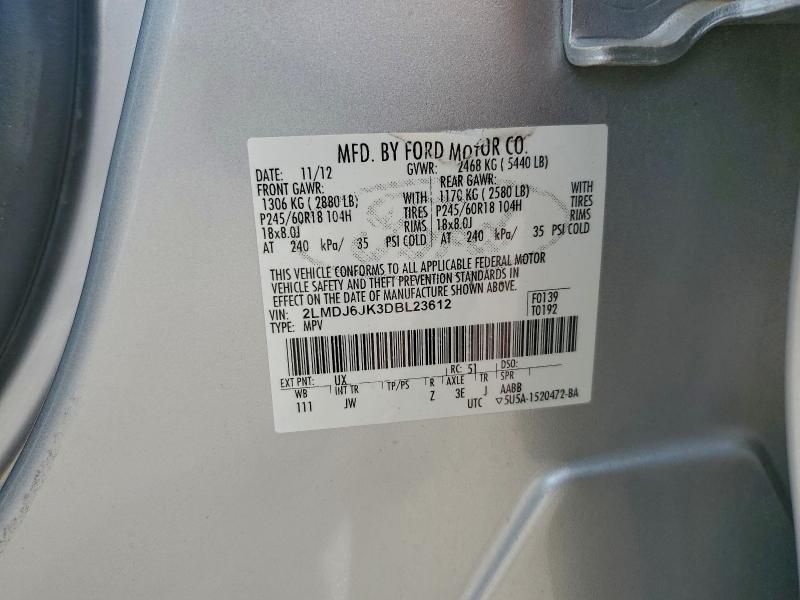 MFD. BY FORD MOTOR CO.
DATE: 11/12 GVWR: 2468 KG ( 5440 LB)
FRONT GAWR: REAR GAWR:
1306 KG ( 2880 LB) WITH 1170 KG ( 2580 LB) WITH
P245/60R18 104H TIRES P245/60R18 104H TIRES
18x8.0J RIMS 18x8.0J RIMS
AT 240 kPa/ 35 PSI COLD AT 240 kPa/ 35 PSI COLD
THIS VEHICLE CONFORMS TO ALL APPLICABLE FEDERAL MOTOR
VEHICLE SAFETY AND THEFT PREVENTION STANDARDS IN
EFFECT ON THE DATE OF MANUFACTURE SHOWN ABOVE.
VIN: 2LMDJ6JK3DBL23612 F0139
TYPE: MPV T0192
EXT PNT: UX RC: 51 DSO:
WB INT TR TP/PS R AXLE TR SPR
111 JW Z 3E J AABB
UTC ▽5U5A-1520472-BA